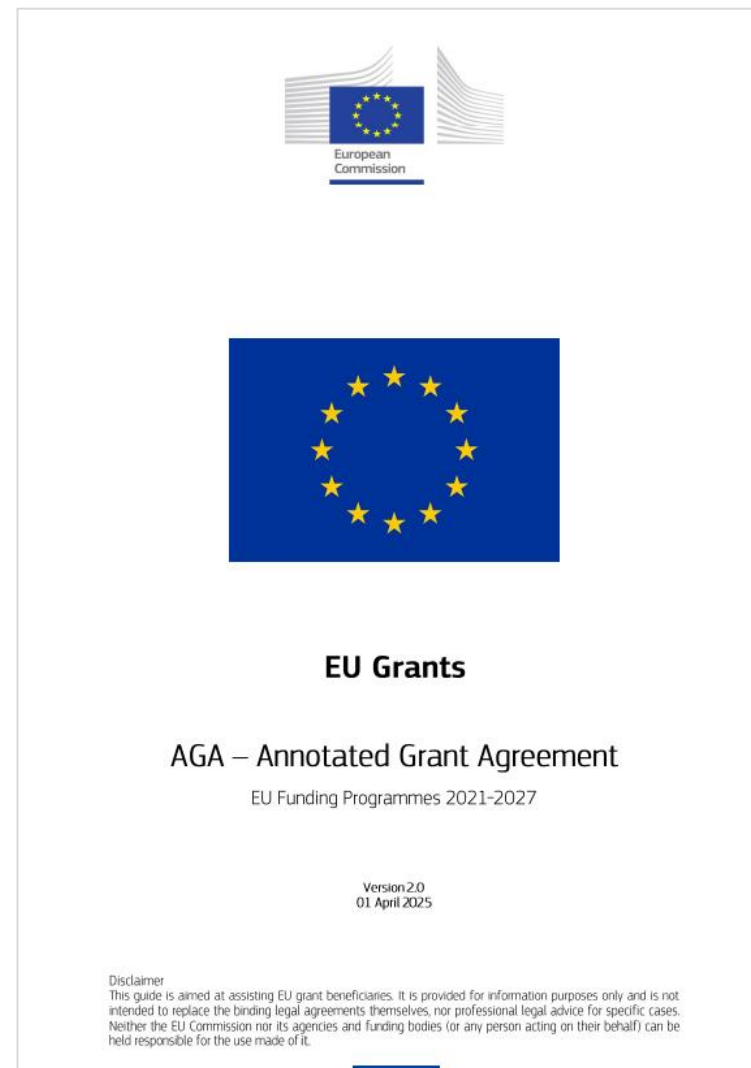 European
Commission
EU Grants
AGA – Annotated Grant Agreement
EU Funding Programmes 2021-2027
Version 2.0
01 April 2025
Disclaimer
This guide is aimed at assisting EU grant beneficiaries. It is provided for information purposes only and is not
intended to replace the binding legal agreements themselves, nor professional legal advice for specific cases.
Neither the EU Commission nor its agencies and funding bodies (or any person acting on their behalf) can be
held responsible for the use made of it.